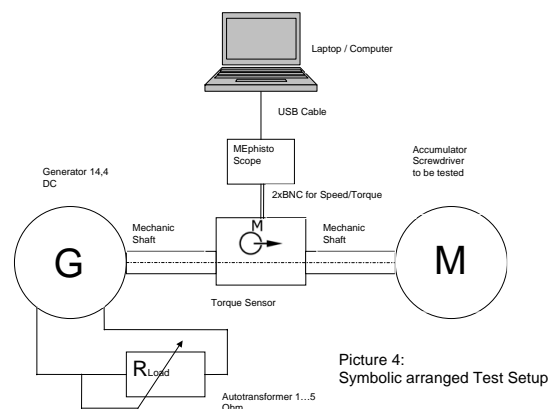 Laptop / Computer
USB Cable
MEphisto
Scope
Generator 14,4
DC
Accumulator
Screwdriver
to be tested
2xBNC for Speed/Torque
Mechanic
Shaft
M
Mechanic
Shaft
G
M
Torque Sensor
RLoad
Picture 4:
Symbolic arranged Test Setup
Autotransformer 1...5
Ohm